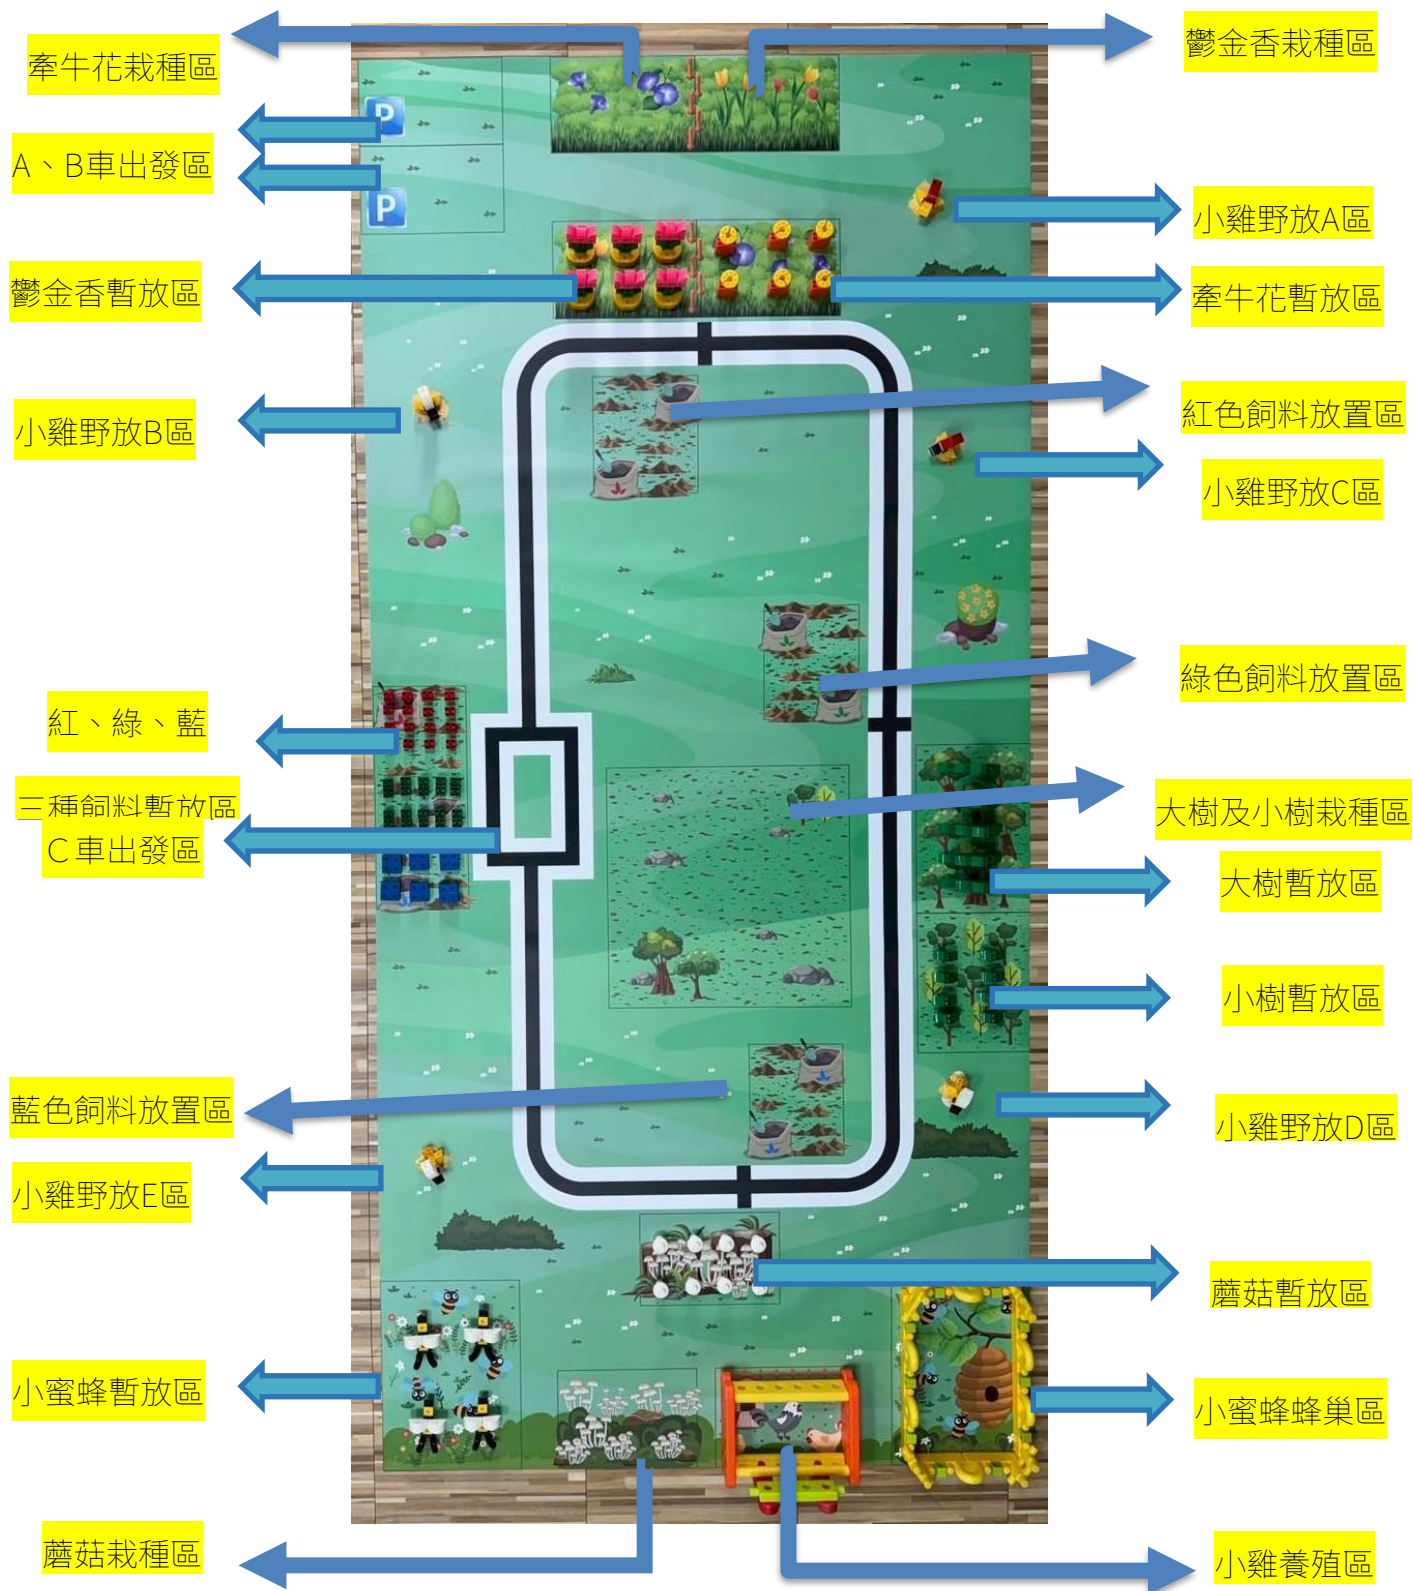 牽牛花栽種區
鬱金香栽種區
P
A、B車出發區
P
小雞野放A區
鬱金香暫放區
牽牛花暫放區
小雞野放B區
紅色飼料放置區
小雞野放C區
綠色飼料放置區
紅、綠、藍
三種飼料暫放區
C車出發區
大樹及小樹栽種區
大樹暫放區
小樹暫放區
藍色飼料放置區
小雞野放D區
小雞野放E區
蘑菇暫放區
小蜜蜂暫放區
小蜜蜂蜂巢區
蘑菇栽種區
小雞養殖區